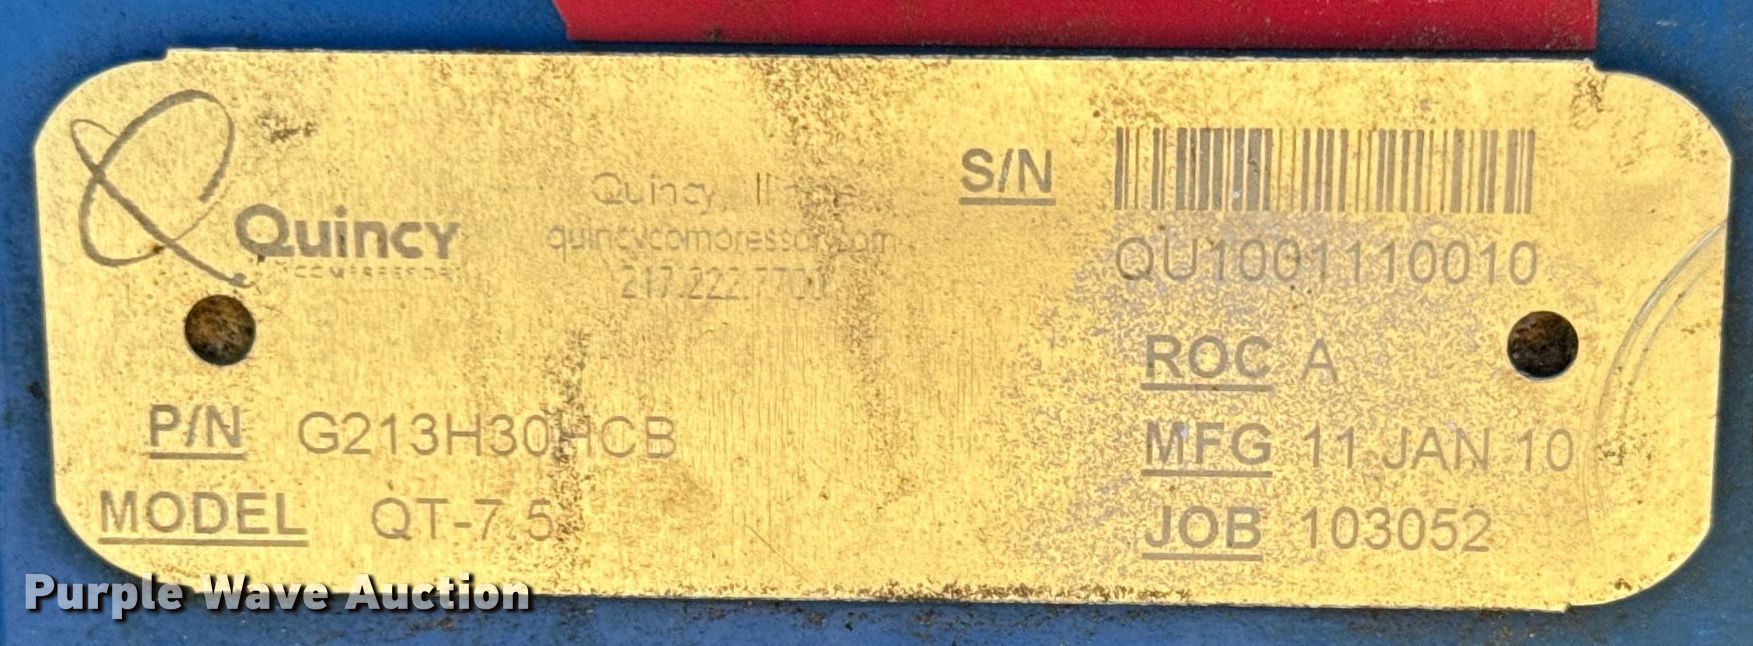 Quincy
COMPRESSOR
Quincy, Illinois
quincycompressor.com
217.222.7700
S/N
QU1001110010
ROC A
P/N G213H30HCB
MFG 11 JAN 10
MODEL QT-7.5
JOB 103052
Purple Wave Auction